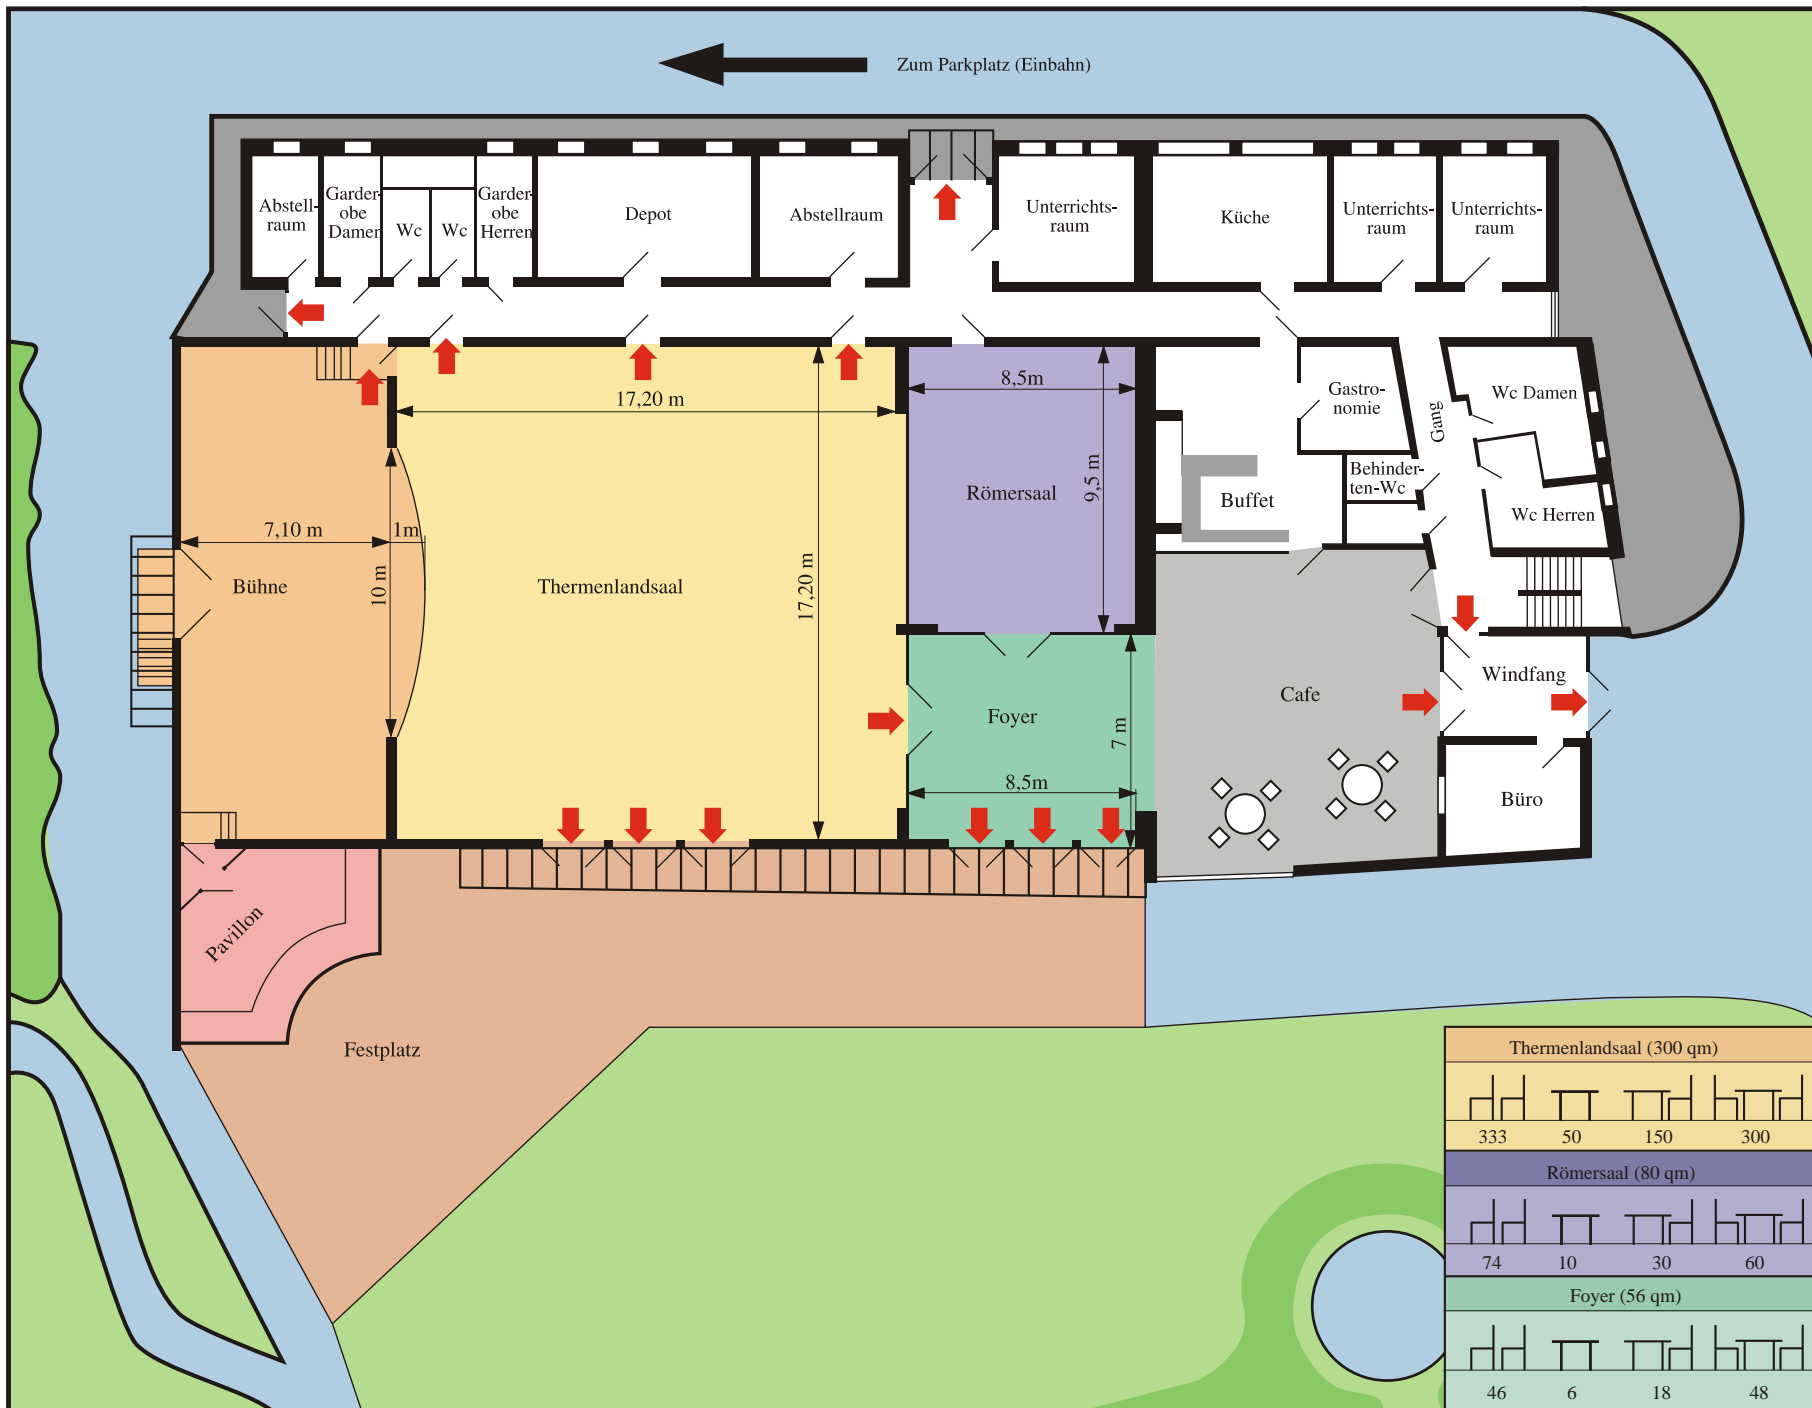 Zum Parkplatz (Einbahn)
Abstell-
raum
Garder-
obe
Damen
Wc
Wc
Garder-
obe
Herren
Depot
Abstellraum
Unterrichts-
raum
Küche
Unterrichts-
raum
Unterrichts-
raum
17,20 m
8,5m
Gastro-
nomie
Gang
Wc Damen
9,5 m
Römersaal
Behinder-
ten-Wc
Buffet
Wc Herren
7,10 m
1m
10 m
Bühne
Thermenlandsaal
17,20 m
Foyer
7 m
8,5m
Cafe
Windfang
Büro
Pavillon
Festplatz
Thermenlandsaal (300 qm)
333 50 150 300
Römersaal (80 qm)
74 10 30 60
Foyer (56 qm)
46 6 18 48